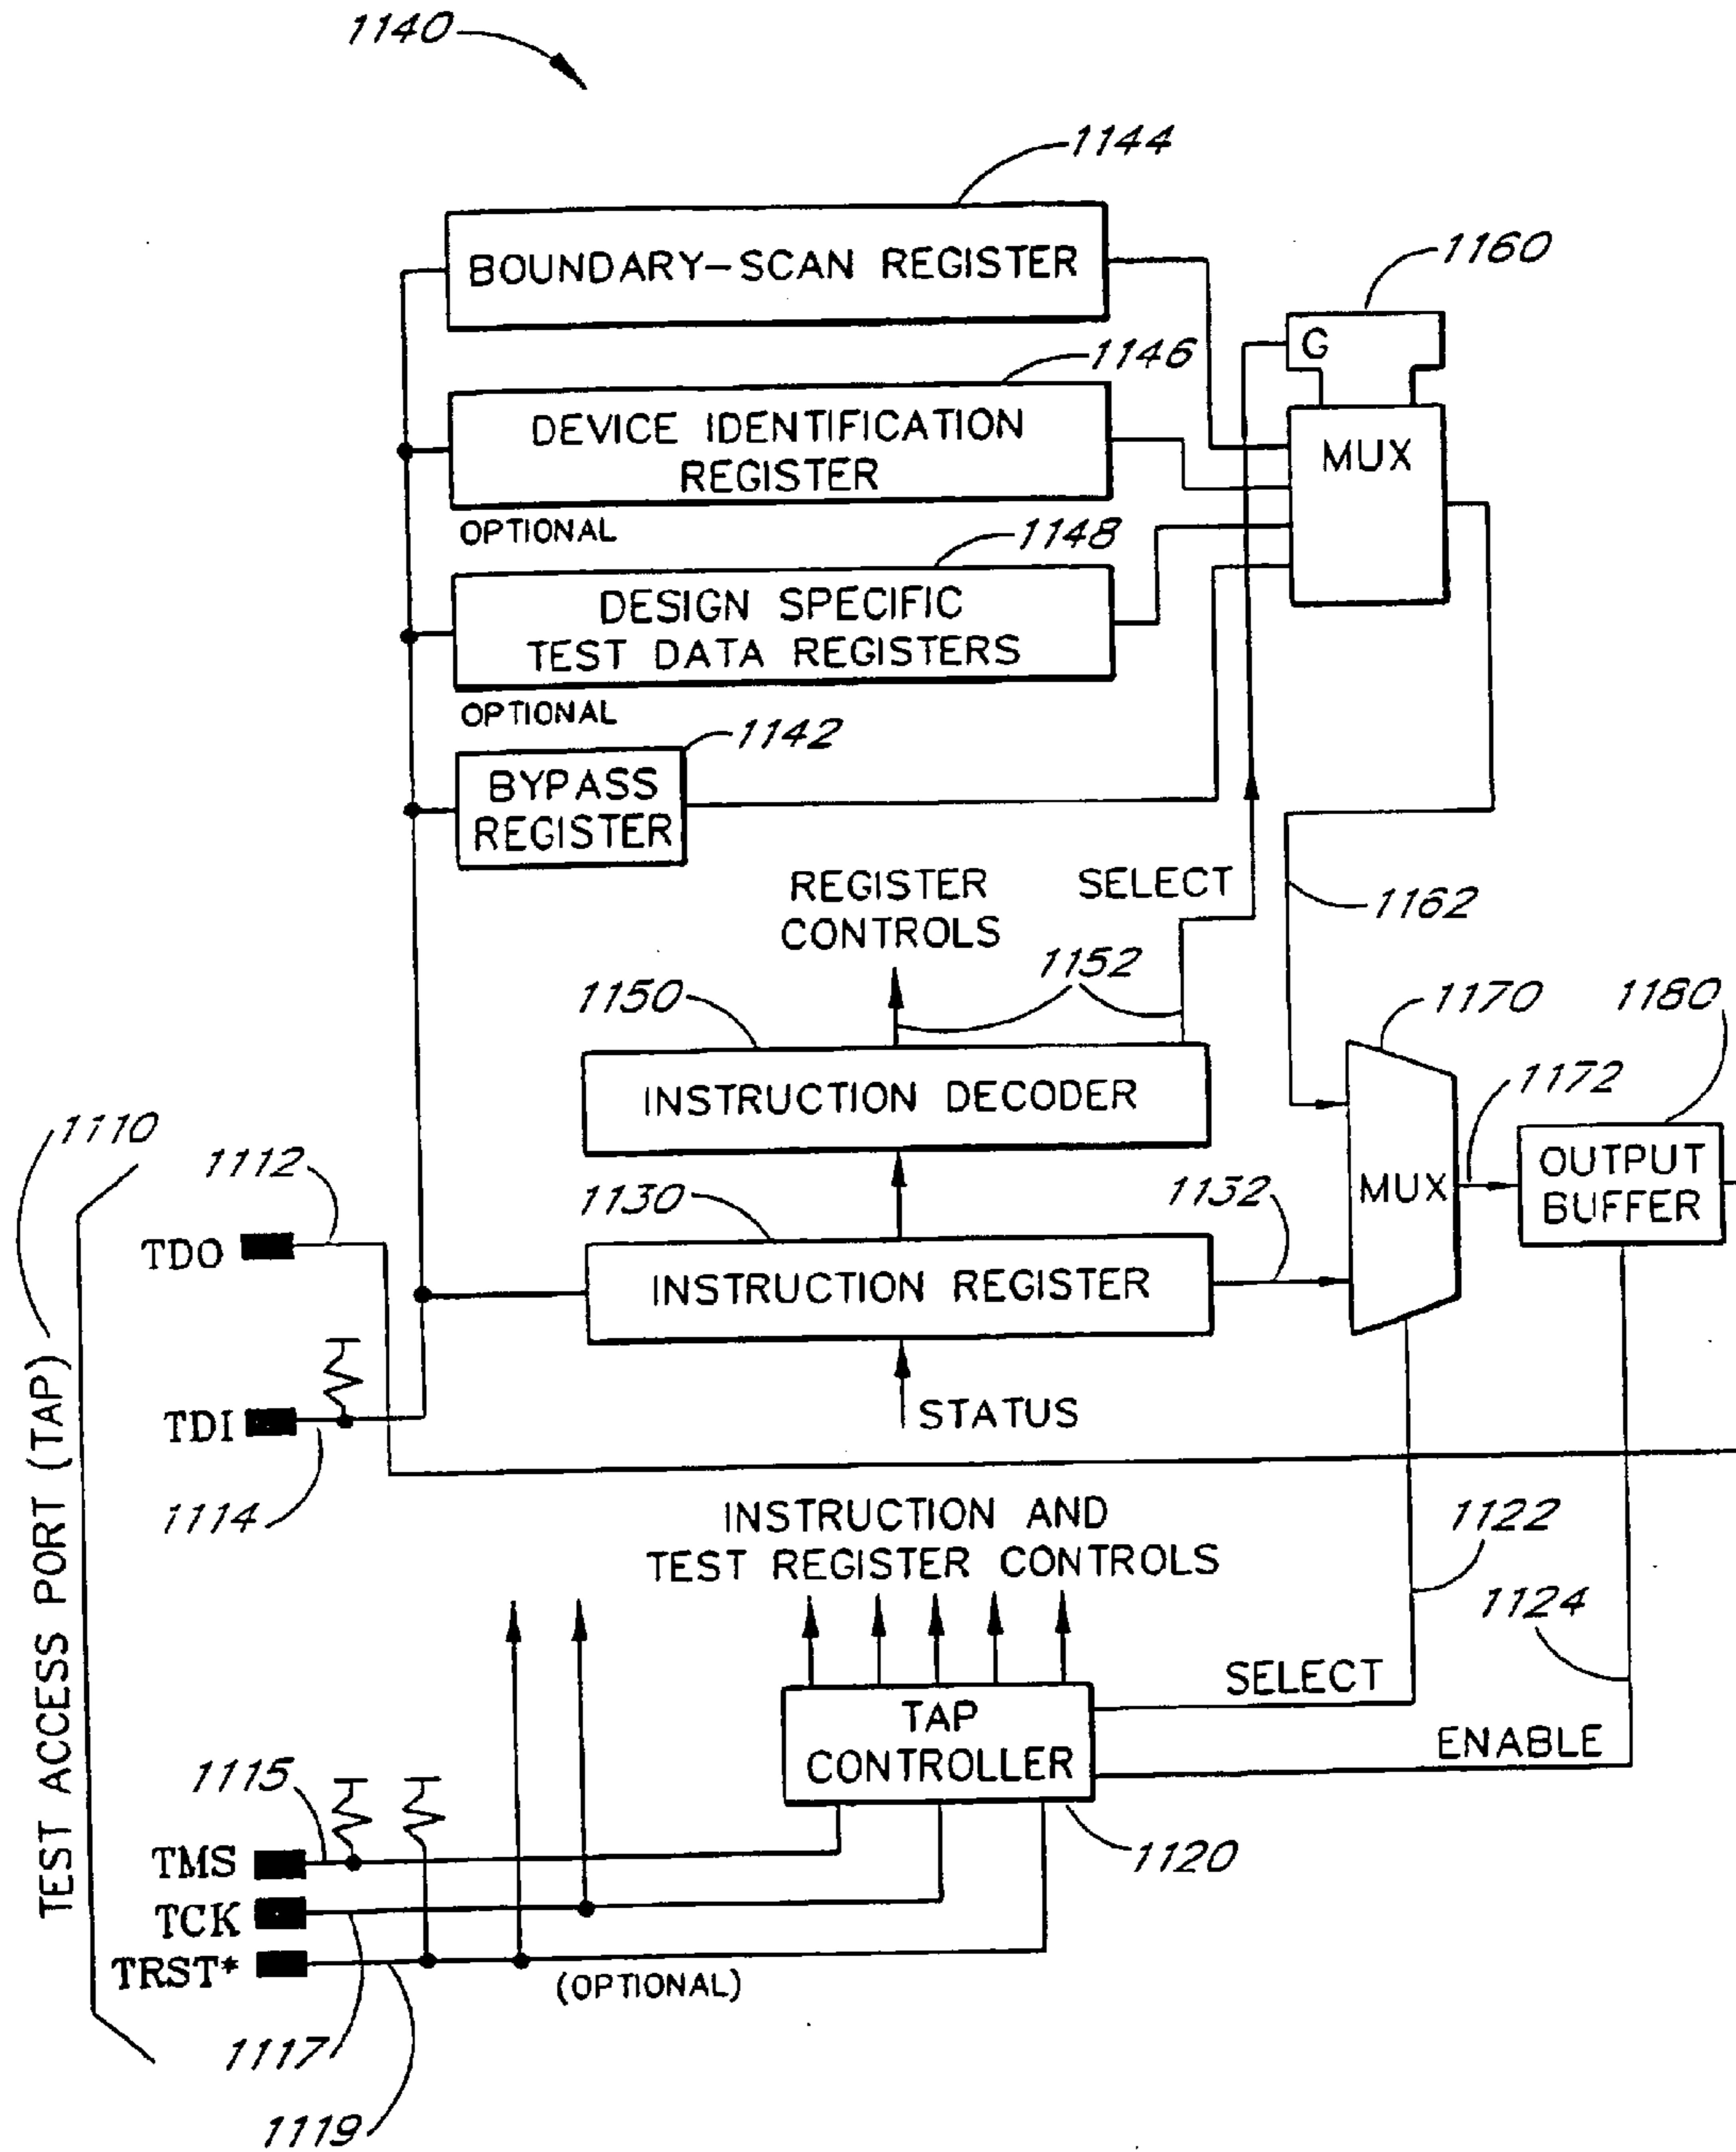 1140
1144
BOUNDARY-SCAN REGISTER
1160
G
1146
DEVICE IDENTIFICATION
REGISTER
MUX
OPTIONAL
1148
DESIGN SPECIFIC
TEST DATA REGISTERS
OPTIONAL
1142
BYPASS
REGISTER
REGISTER
CONTROLS
SELECT
1162
1152
1150
1170
1180
INSTRUCTION DECODER
1172
1110
1112
OUTPUT
BUFFER
1130
1132
MUX
TDO
INSTRUCTION REGISTER
TDI
STATUS
1114
TEST ACCESS PORT (TAP)
INSTRUCTION AND
TEST REGISTER CONTROLS
1122
1124
SELECT
TAP
CONTROLLER
ENABLE
1115
TMS
1120
TCK
TRST*
(OPTIONAL)
1117
1119